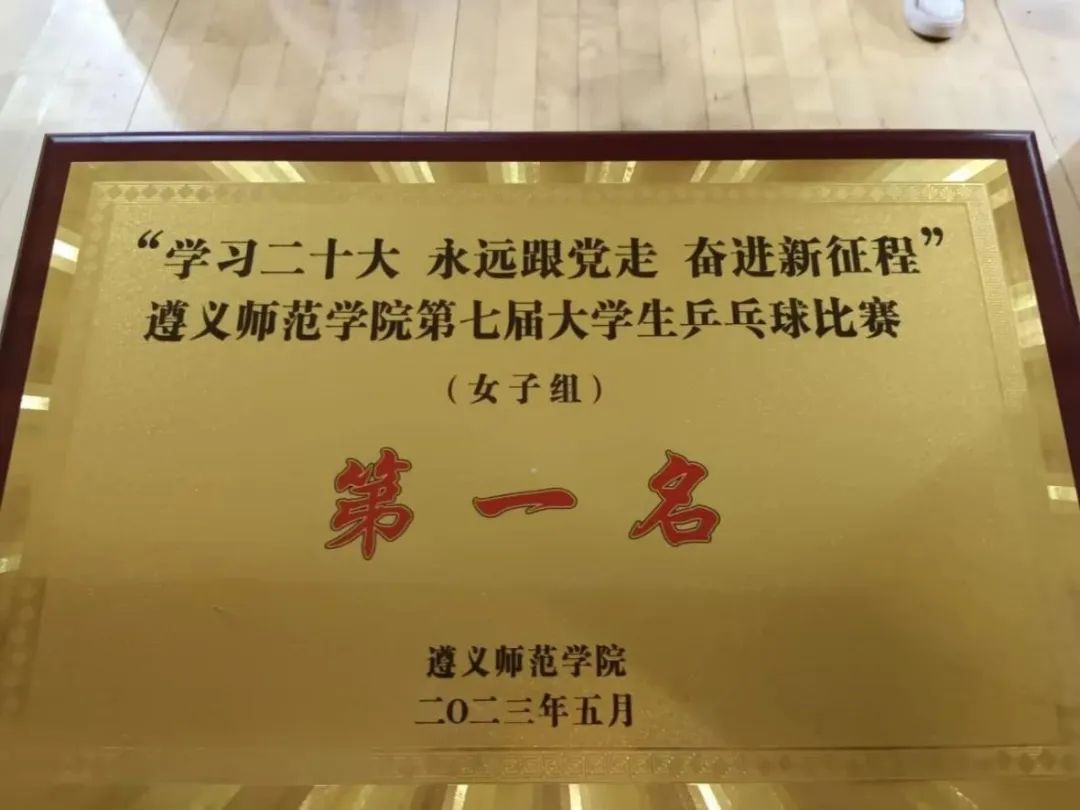 “学习二十大 永远跟党走 奋进新征程”
遵义师范学院第七届大学生乒乓球比赛
（女子组）
第一名
遵义师范学院
二〇二三年五月